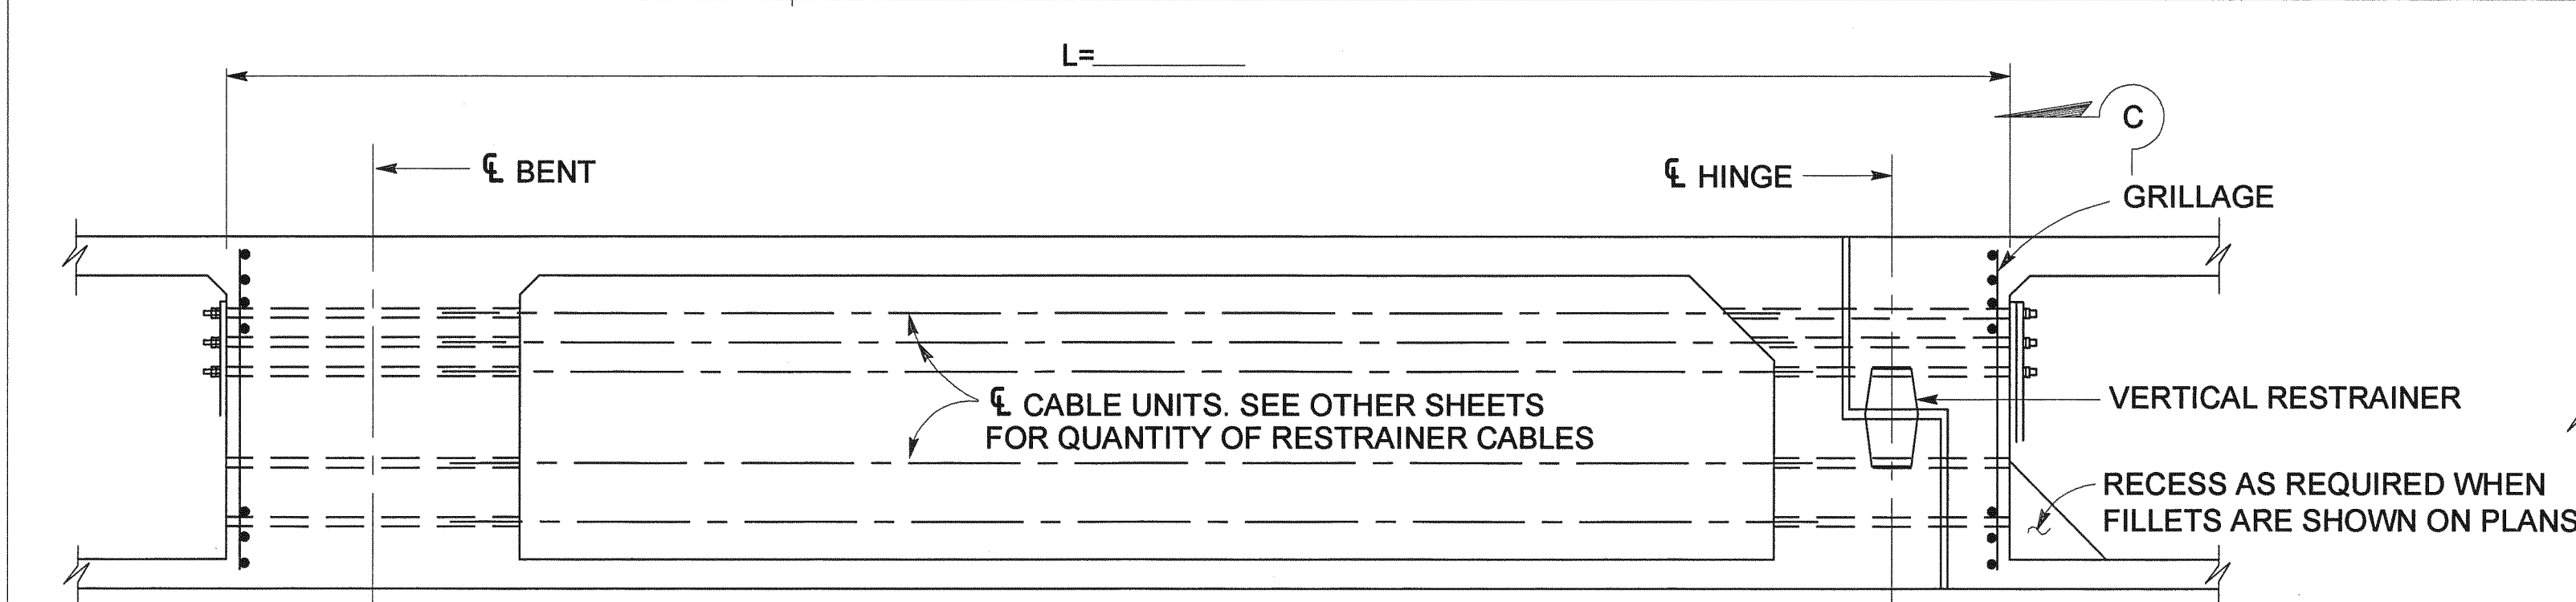 L=
C
℄ BENT
℄ HINGE
GRILLAGE
℄ CABLE UNITS. SEE OTHER SHEETS
FOR QUANTITY OF RESTRAINER CABLES
VERTICAL RESTRAINER
RECESS AS REQUIRED WHEN
FILLETS ARE SHOWN ON PLANS